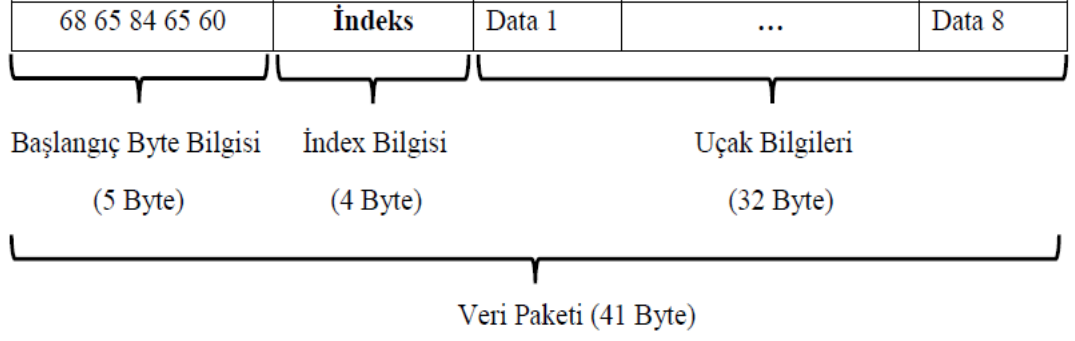 68 65 84 65 60 İndeks Data 1 ... Data 8
Başlangıç Byte Bilgisi İndex Bilgisi Uçak Bilgileri
(5 Byte) (4 Byte) (32 Byte)
Veri Paketi (41 Byte)